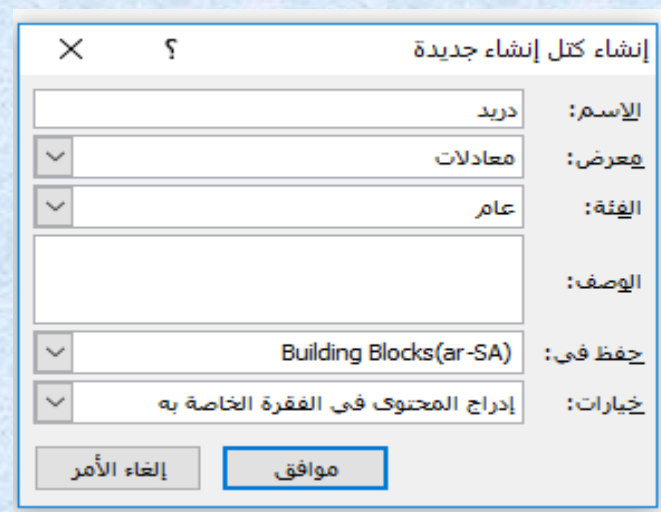 إنشاء كتل إنشاء جديدة ؟
الاسم: دريد
معرض: معادلات
الفئة: عام
الوصف:
حفظ في: Building Blocks(ar-SA)
خيارات: إدراج المحتوى في الفقرة الخاصة به
موافق إلغاء الأمر